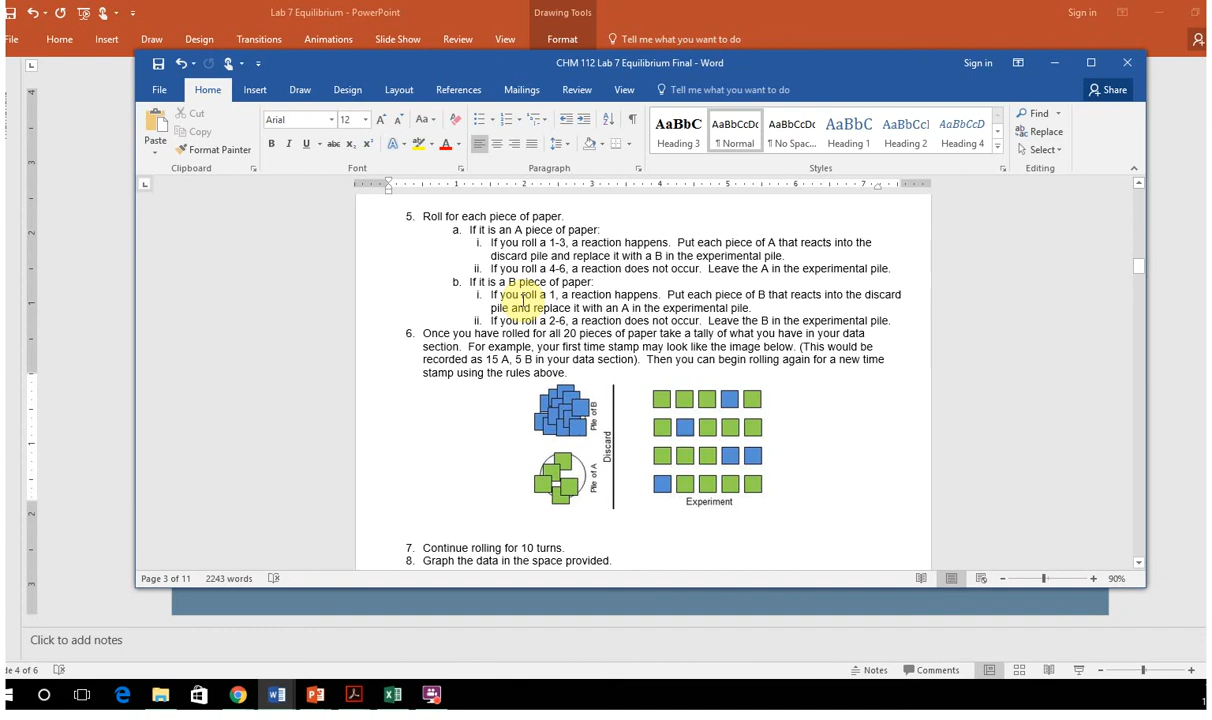 Lab 7 Equilibrium - PowerPoint
Drawing Tools
Sign in
File Home Insert Draw Design Transitions Animations Slide Show Review View Format Tell me what you want to do
CHM 112 Lab 7 Equilibrium Final - Word
Sign in
File Home Insert Draw Design Layout References Mailings Review View Tell me what you want to do Share
Paste
Cut
Copy
Format Painter
Clipboard
Arial 12
Font
Paragraph
AaBbC AaBbCcDc AaBbCcDc AaBbC AaBbCcI AaBbCcD
Heading 3 ¶ Normal ¶ No Spac... Heading 1 Heading 2 Heading 4
Styles
Find
Replace
Select
Editing
5. Roll for each piece of paper.
a. If it is an A piece of paper:
i. If you roll a 1-3, a reaction happens. Put each piece of A that reacts into the
discard pile and replace it with a B in the experimental pile.
ii. If you roll a 4-6, a reaction does not occur. Leave the A in the experimental pile.
b. If it is a B piece of paper:
i. If you roll a 1, a reaction happens. Put each piece of B that reacts into the discard
pile and replace it with an A in the experimental pile.
ii. If you roll a 2-6, a reaction does not occur. Leave the B in the experimental pile.
6. Once you have rolled for all 20 pieces of paper take a tally of what you have in your data
section. For example, your first time stamp may look like the image below. (This would be
recorded as 15 A, 5 B in your data section). Then you can begin rolling again for a new time
stamp using the rules above.
Pile of B
Discard
Pile of A
Experiment
7. Continue rolling for 10 turns.
8. Graph the data in the space provided.
Page 3 of 11 2243 words
90%
Click to add notes
de 4 of 6
Notes Comments